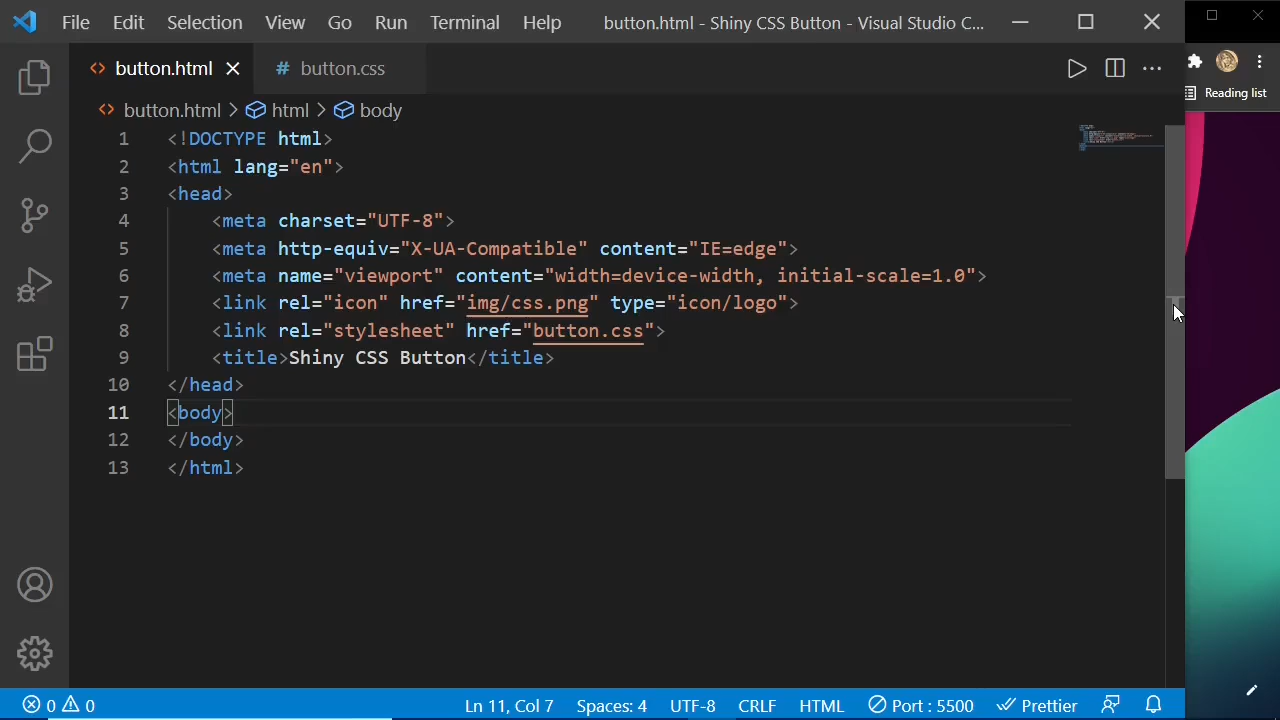 File Edit Selection View Go Run Terminal Help button.html - Shiny CSS Button - Visual Studio C...
button.html # button.css
Reading list
button.html > html > body
1 <!DOCTYPE html>
2 <html lang="en">
3 <head>
4 <meta charset="UTF-8">
5 <meta http-equiv="X-UA-Compatible" content="IE=edge">
6 <meta name="viewport" content="width=device-width, initial-scale=1.0">
7 <link rel="icon" href="img/css.png" type="icon/logo">
8 <link rel="stylesheet" href="button.css">
9 <title>Shiny CSS Button</title>
10 </head>
11 <body>
12 </body>
13 </html>
0 0 Ln 11, Col 7 Spaces: 4 UTF-8 CRLF HTML Port : 5500 Prettier